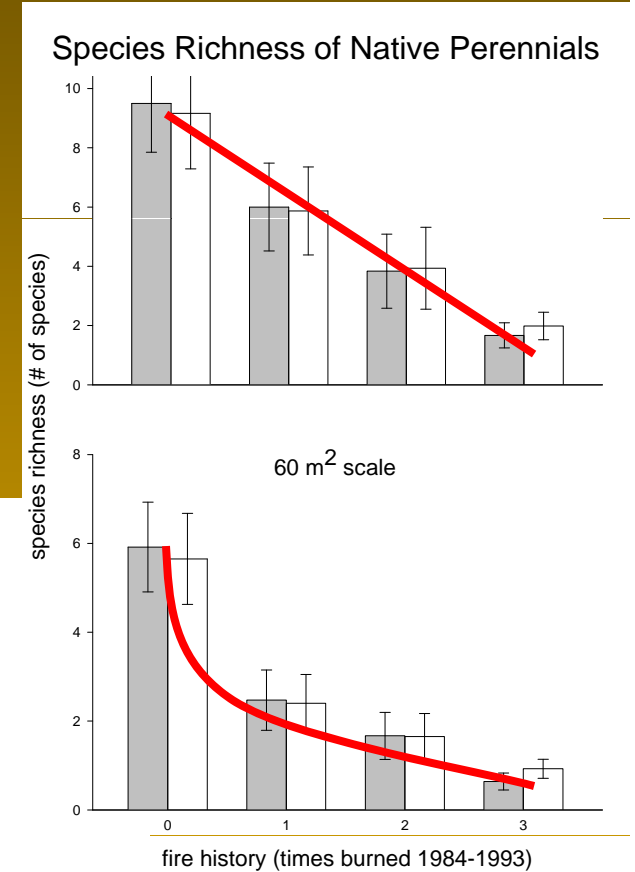 Species Richness of Native Perennials
10
8
6
4
2
0
species richness (# of species)
60 m2 scale
8
6
4
2
0
0 1 2 3
fire history (times burned 1984-1993)